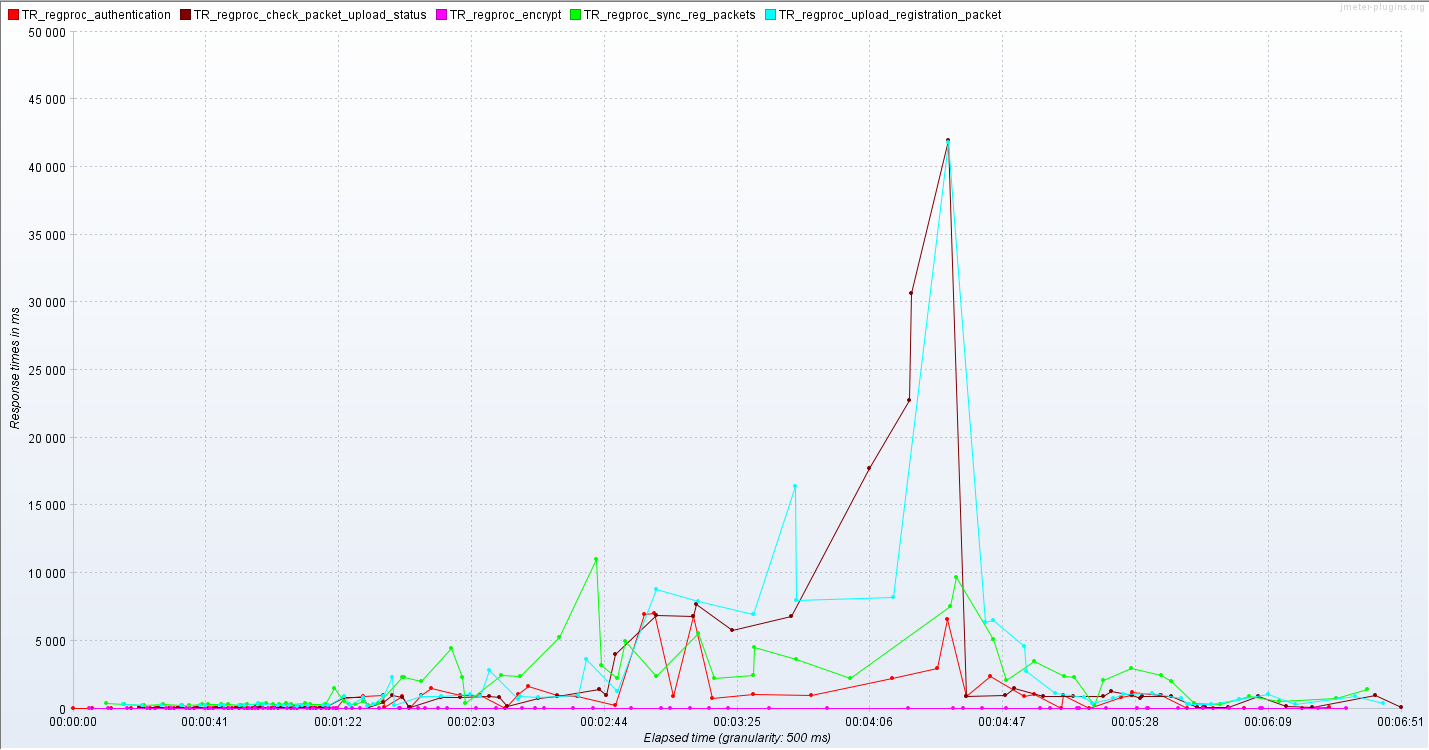 jmeter-plugins.org
TR_regproc_authentication TR_regproc_check_packet_upload_status TR_regproc_encrypt TR_regproc_sync_reg_packets TR_regproc_upload_registration_packet
50 000
45 000
40 000
35 000
30 000
25 000
20 000
15 000
10 000
5 000
0
Response times in ms
00:00:00 00:00:41 00:01:22 00:02:03 00:02:44 00:03:25 00:04:06 00:04:47 00:05:28 00:06:09 00:06:51
Elapsed time (granularity: 500 ms)